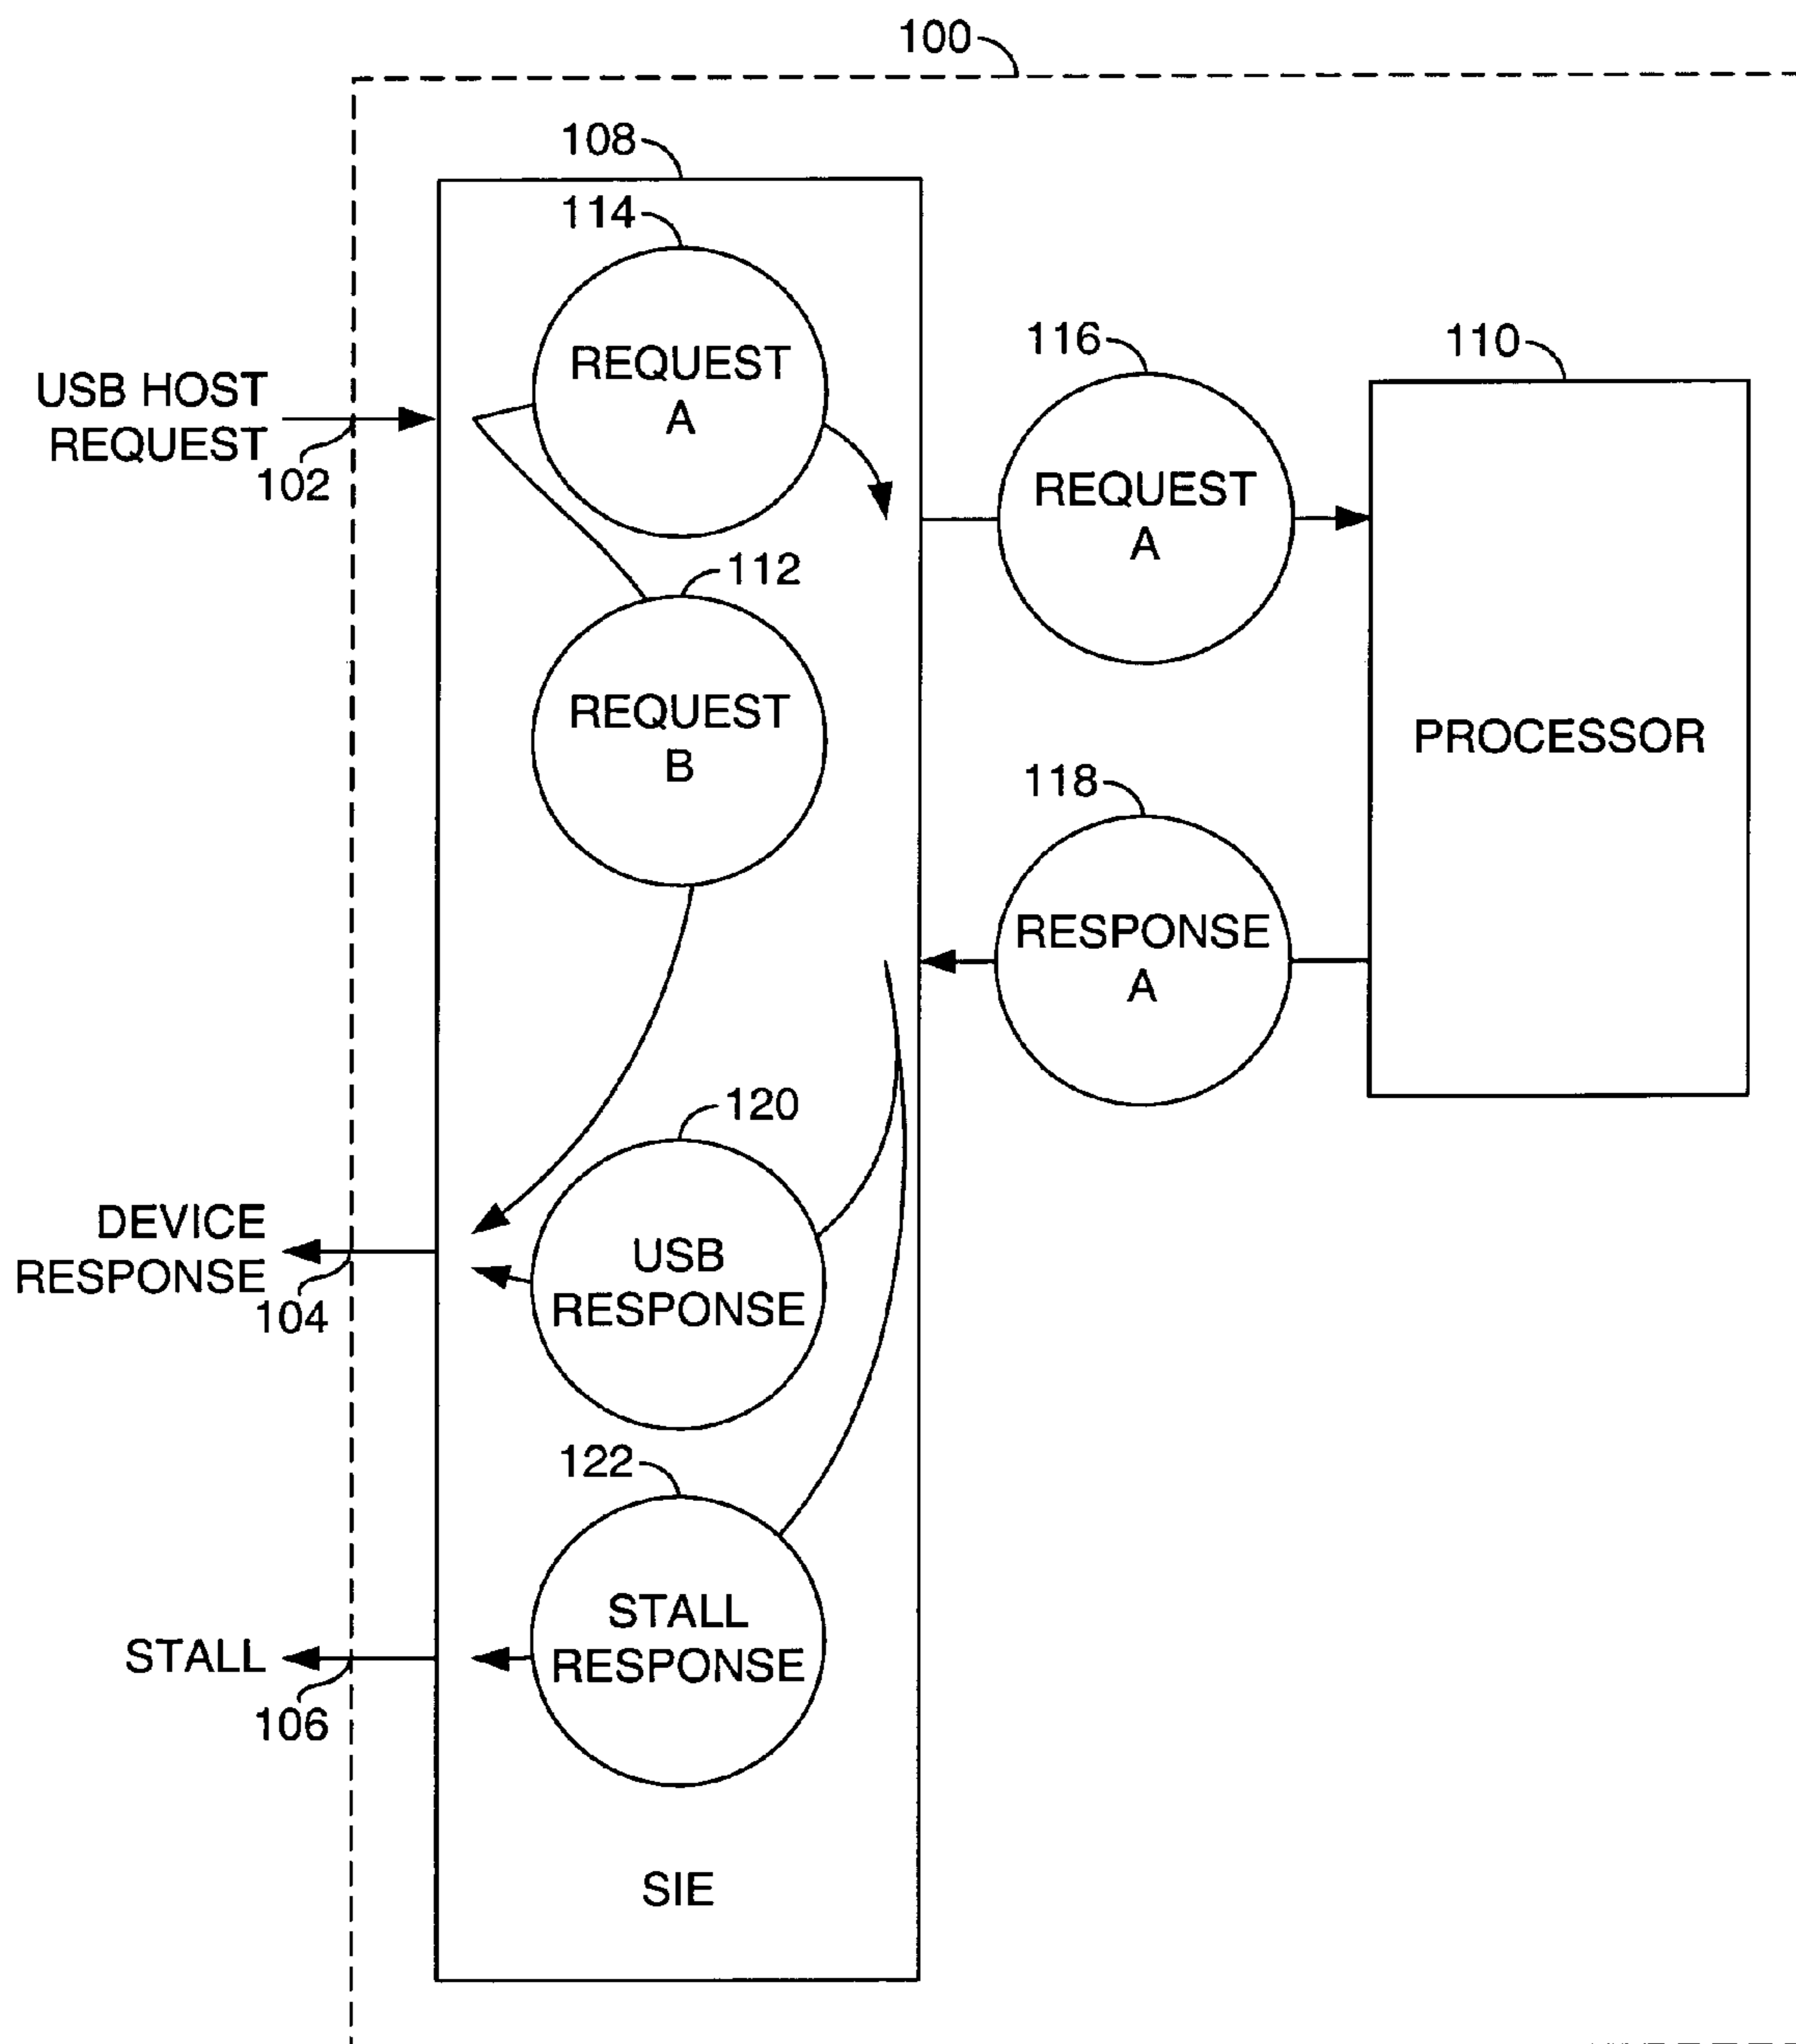 100
108
114
REQUEST
A
116
110
USB HOST
REQUEST
102
REQUEST
A
112
REQUEST
B
PROCESSOR
118
RESPONSE
A
120
DEVICE
RESPONSE
104
USB
RESPONSE
122
STALL
RESPONSE
STALL
106
SIE